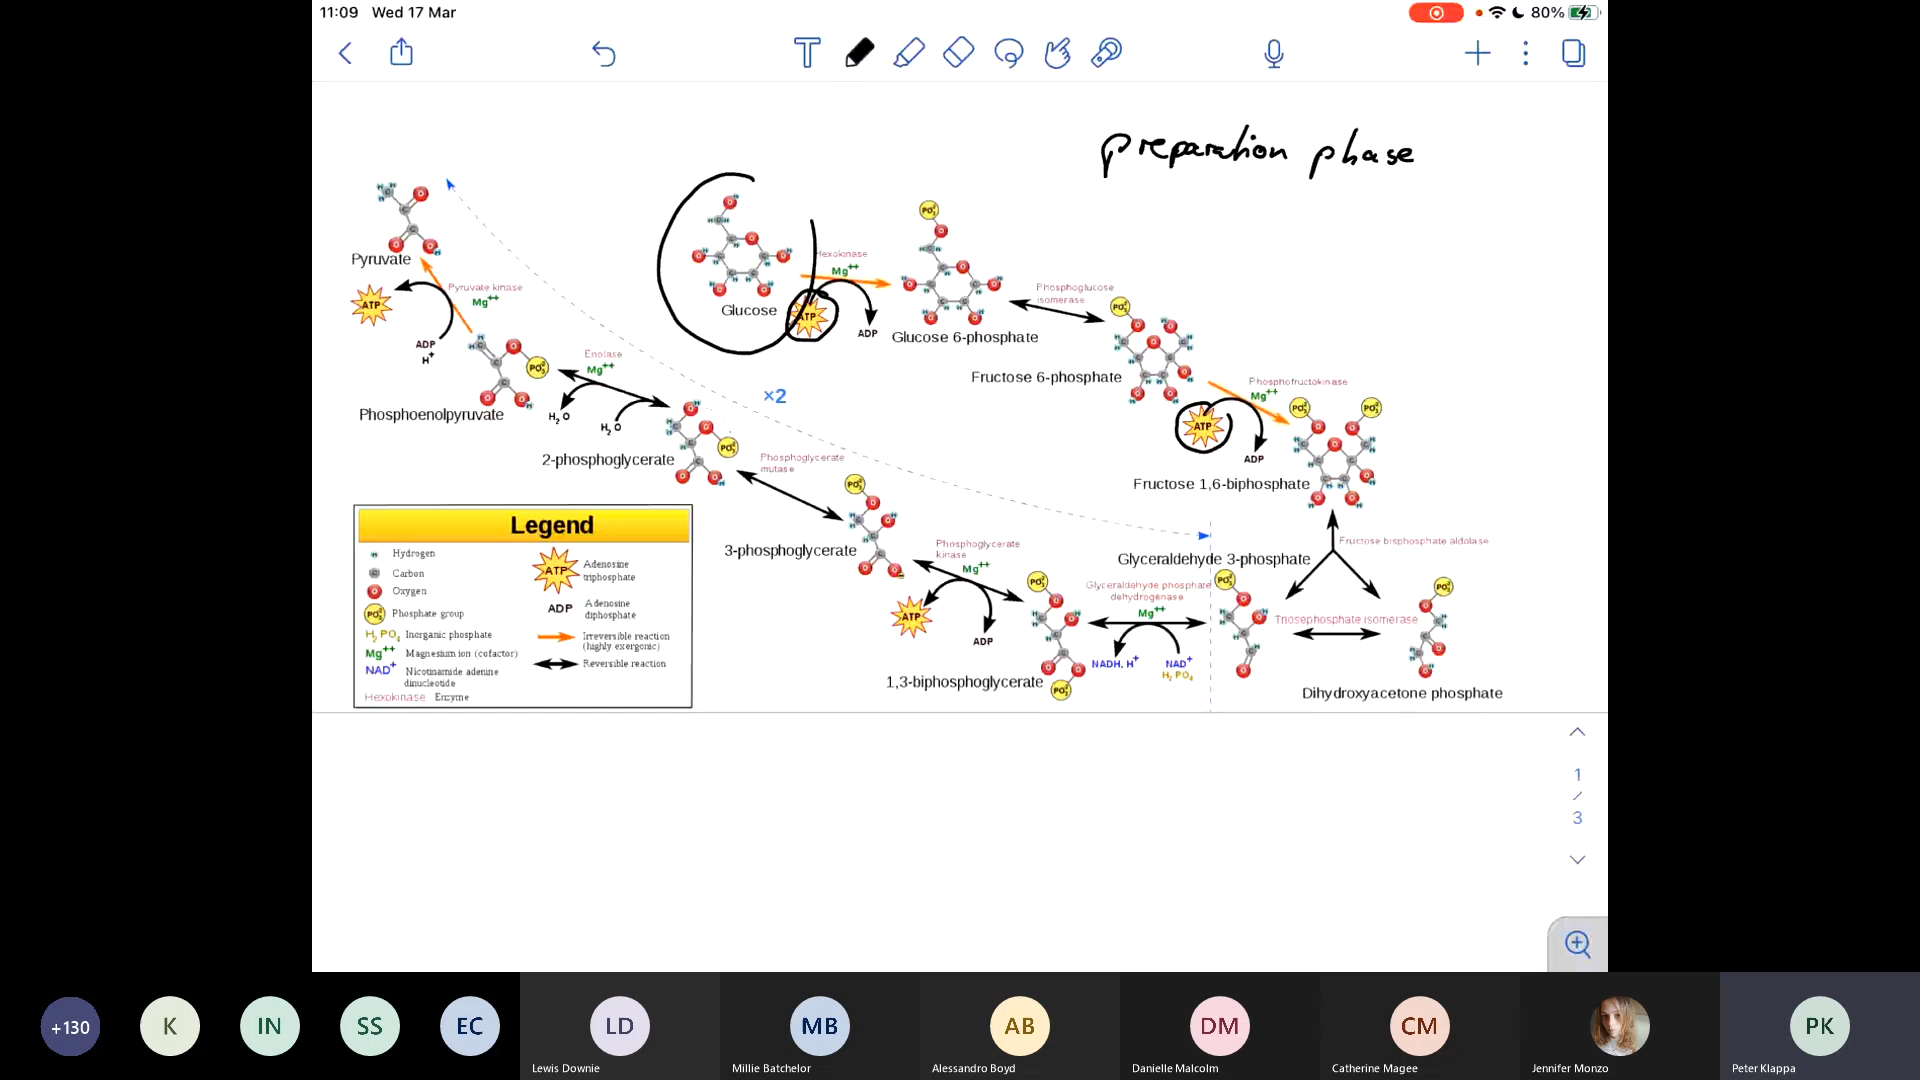 11:09 Wed 17 Mar
80%
preparation phase
Pyruvate
Pyruvate kinase
Mg++
ATP
ADP
H+
Phosphoenolpyruvate
Enolase
Mg++
H2O
H2O
2-phosphoglycerate
×2
Phosphoglycerate
mutase
3-phosphoglycerate
Glucose
Hexokinase
Mg++
ATP
ADP
Glucose 6-phosphate
Phosphoglucose
isomerase
Fructose 6-phosphate
Phosphofructokinase
Mg++
ATP
ADP
Fructose 1,6-biphosphate
Fructose bisphosphate aldolase
Glyceraldehyde 3-phosphate
Triosephosphate isomerase
Dihydroxyacetone phosphate
Glyceraldehyde phosphate
dehydrogenase
Mg++
NADH, H+
NAD+
H2PO4
Phosphoglycerate
kinase
Mg++
ATP
ADP
1,3-biphosphoglycerate
Legend
H Hydrogen
C Carbon
O Oxygen
Phosphate group
H2PO4 Inorganic phosphate
Mg++ Magnesium ion (cofactor)
NAD+ Nicotinamide adenine
dinucleotide
Hexokinase Enzyme
ATP Adenosine
triphosphate
ADP Adenosine
diphosphate
Irreversible reaction
(highly exergonic)
Reversible reaction
1
/
3
+130
K
IN
SS
EC
LD
Lewis Downie
MB
Millie Batchelor
AB
Alessandro Boyd
DM
Danielle Malcolm
CM
Catherine Magee
Jennifer Monzo
PK
Peter Klappa